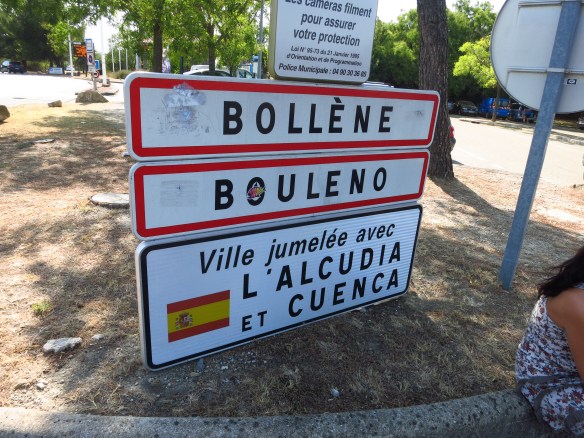 Les caméras filment
pour assurer
votre protection
Loi N° 95-73 du 21 Janvier 1995
d'Orientation et de Programmation
Police Municipale : 04 90 30 36 65
BOLLÈNE
BOULENO
Ville jumelée avec
L'ALCUDIA
ET CUENCA